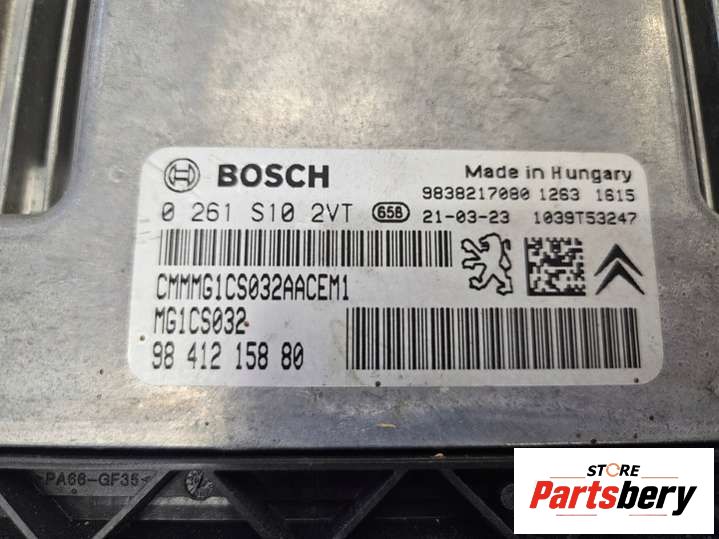 BOSCH
Made in Hungary
9838217080 1263 1615
0 261 S10 2VT 656 21-03-23 1039T53247
CMMMG1CS032AACEM1
MG1CS032
98 412 158 80
PA66-GF35
STORE
Partsbery